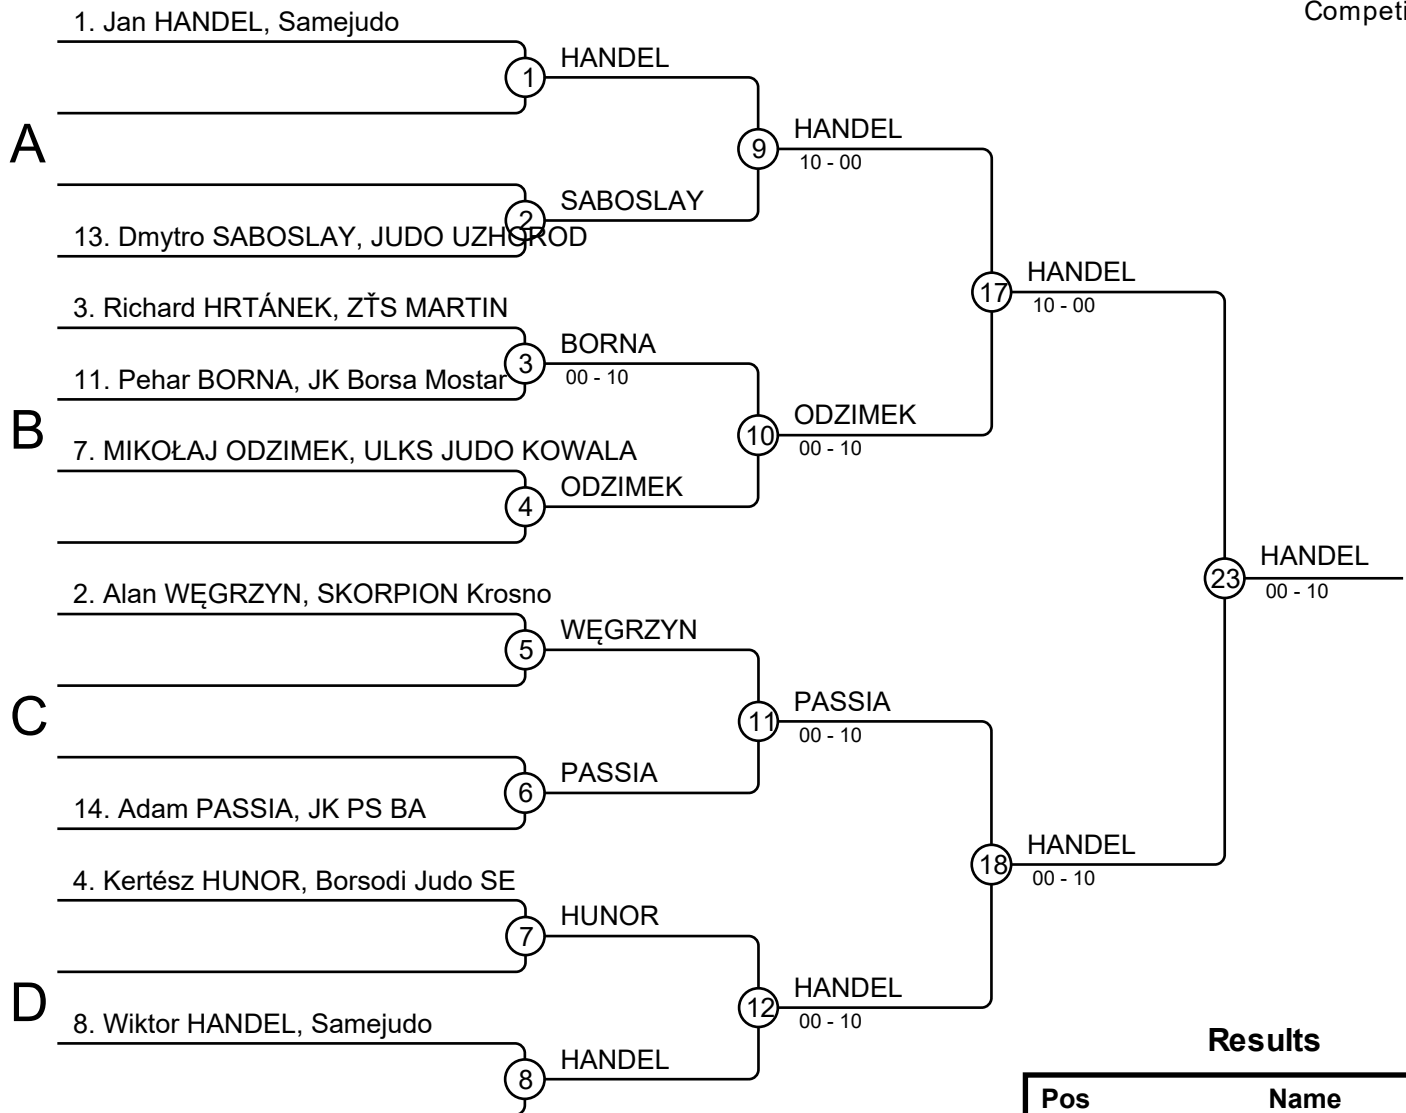 Competi
1. Jan HANDEL, Samejudo
1
HANDEL
A
9
HANDEL
10 - 00
2
SABOSLAY
13. Dmytro SABOSLAY, JUDO UZHOROD
17
HANDEL
10 - 00
3. Richard HRTÁNEK, ZŤS MARTIN
3
BORNA
00 - 10
11. Pehar BORNA, JK Borsa Mostar
B
10
ODZIMEK
00 - 10
7. MIKOŁAJ ODZIMEK, ULKS JUDO KOWALA
4
ODZIMEK
23
HANDEL
00 - 10
2. Alan WĘGRZYN, SKORPION Krosno
5
WĘGRZYN
C
11
PASSIA
00 - 10
6
PASSIA
14. Adam PASSIA, JK PS BA
18
HANDEL
00 - 10
4. Kertész HUNOR, Borsodi Judo SE
7
HUNOR
D
12
HANDEL
00 - 10
8. Wiktor HANDEL, Samejudo
8
HANDEL
Results
Pos Name